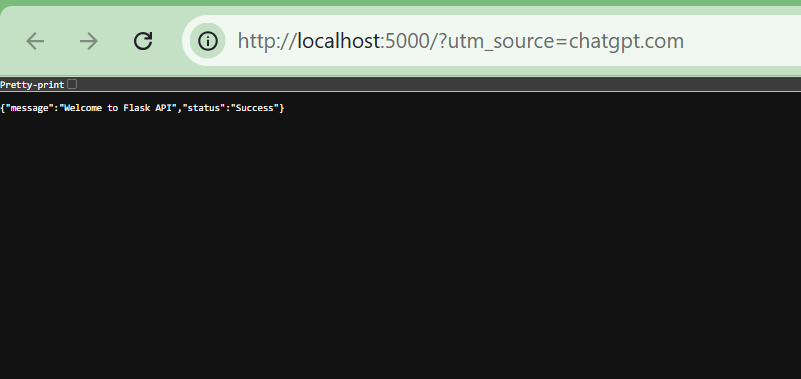 http://localhost:5000/?utm_source=chatgpt.com
Pretty-print
{"message":"Welcome to Flask API","status":"Success"}